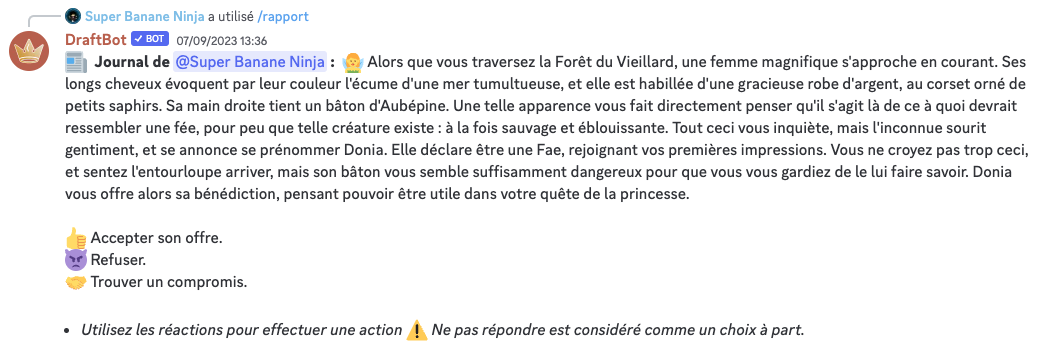 Super Banane Ninja a utilisé /rapport
DraftBot ✓ BOT 07/09/2023 13:36
📰 Journal de @Super Banane Ninja : 🧝 Alors que vous traversez la Forêt du Vieillard, une femme magnifique s'approche en courant. Ses
longs cheveux évoquent par leur couleur l'écume d'une mer tumultueuse, et elle est habillée d'une gracieuse robe d'argent, au corset orné de
petits saphirs. Sa main droite tient un bâton d'Aubépine. Une telle apparence vous fait directement penser qu'il s'agit là de ce à quoi devrait
ressembler une fée, pour peu que telle créature existe : à la fois sauvage et éblouissante. Tout ceci vous inquiète, mais l'inconnue sourit
gentiment, et se annonce se prénommer Donia. Elle déclare être une Fae, rejoignant vos premières impressions. Vous ne croyez pas trop ceci,
et sentez l'entourloupe arriver, mais son bâton vous semble suffisamment dangereux pour que vous vous gardiez de le lui faire savoir. Donia
vous offre alors sa bénédiction, pensant pouvoir être utile dans votre quête de la princesse.
👍 Accepter son offre.
👿 Refuser.
🤝 Trouver un compromis.
• Utilisez les réactions pour effectuer une action ⚠️ Ne pas répondre est considéré comme un choix à part.